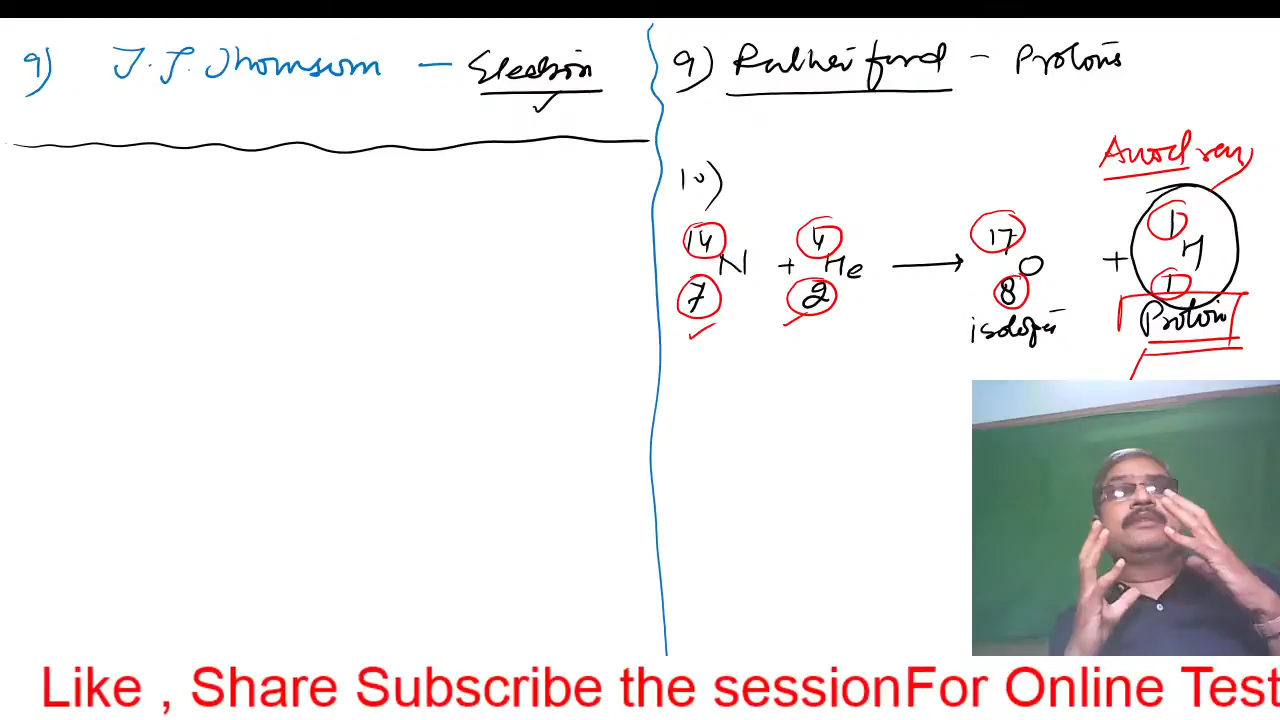 9) J.J. Thomson — Electron
9) Rutherford - Protons
10)
Anod ray
14 4 17 1
N + He → O + H
7 2 8 1
isotope Proton
Like , Share Subscribe the sessionFor Online Test